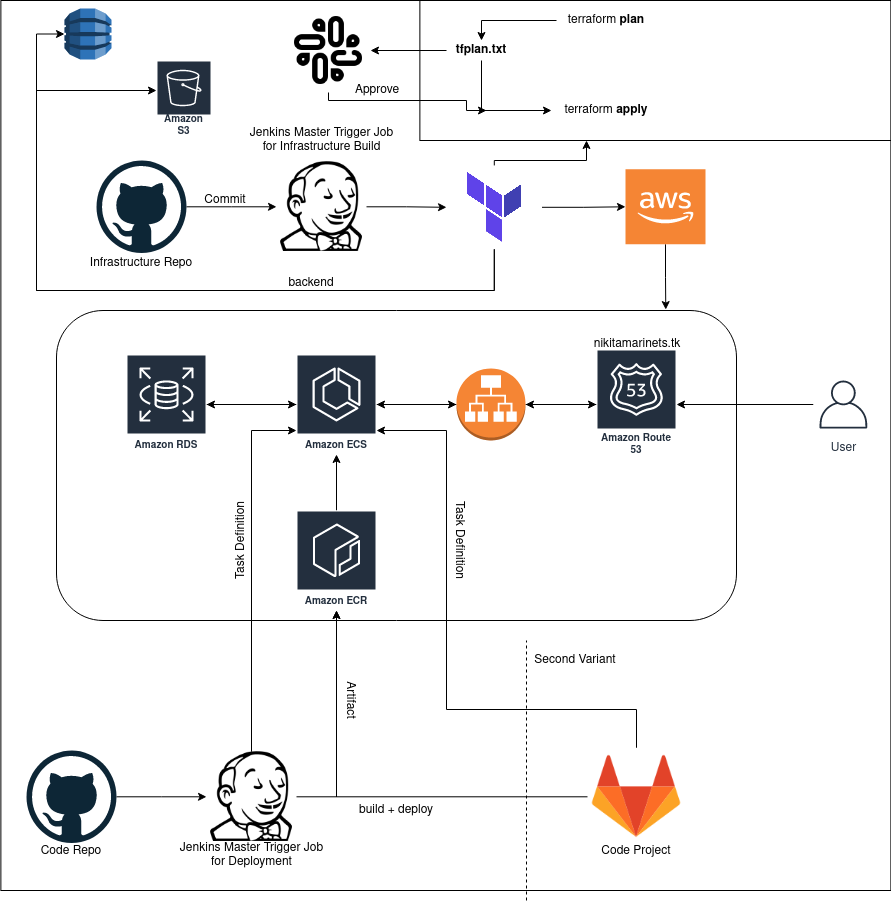 terraform plan
tfplan.txt
Approve
terraform apply
Amazon
S3
Jenkins Master Trigger Job
for Infrastructure Build
Commit
aws
Infrastructure Repo
backend
nikitamarinets.tk
53
Amazon RDS
Amazon ECS
Amazon Route
53
User
Task Definition
Task Definition
Amazon ECR
Second Variant
Artifact
build + deploy
Code Repo
Jenkins Master Trigger Job
for Deployment
Code Project